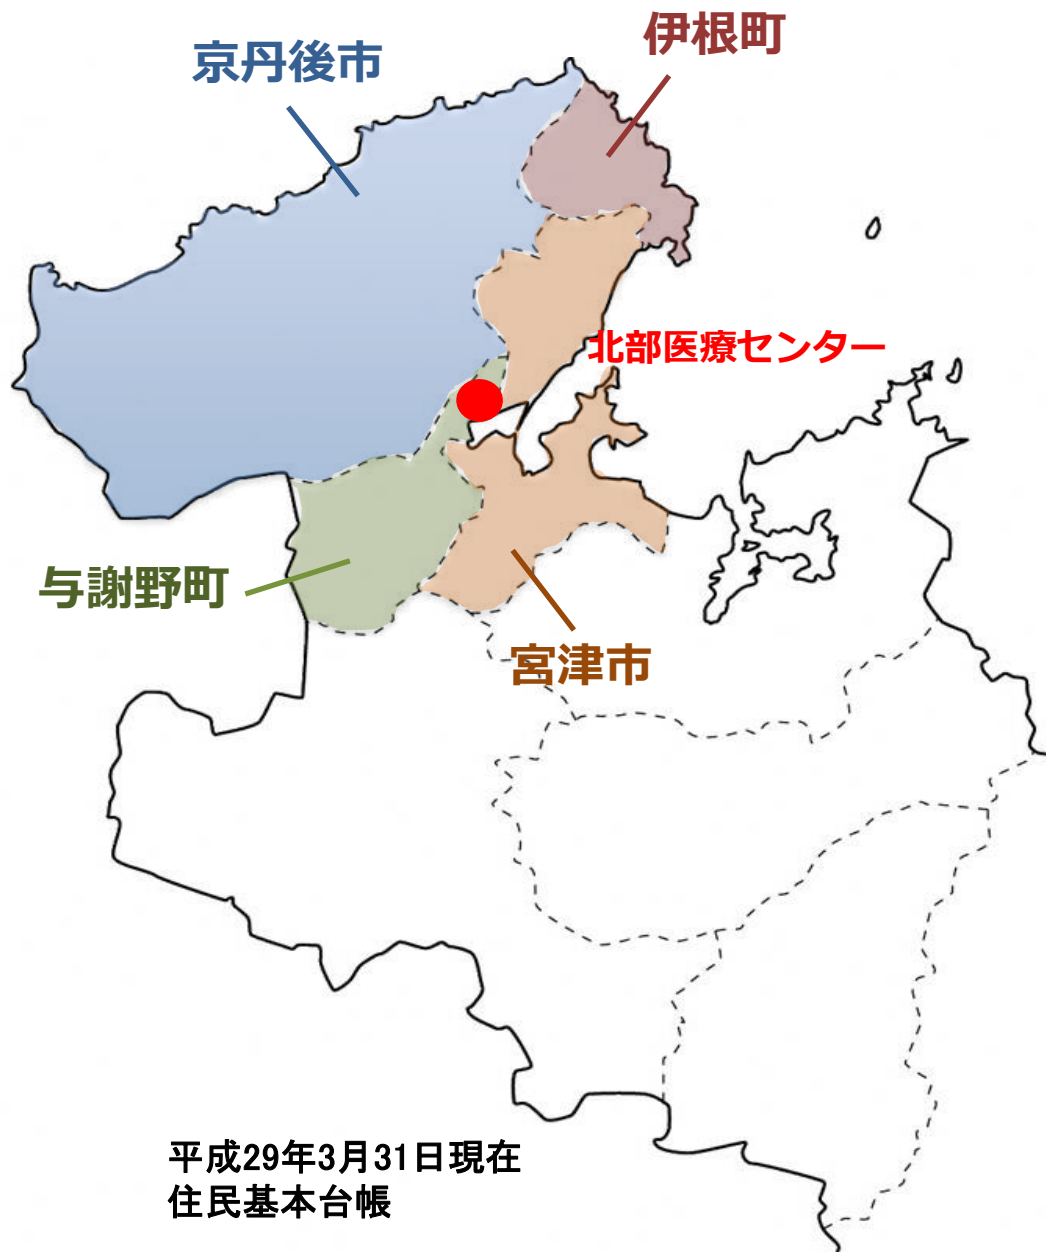 伊根町
京丹後市
北部医療センター
与謝野町
宮津市
平成29年3月31日現在
住民基本台帳